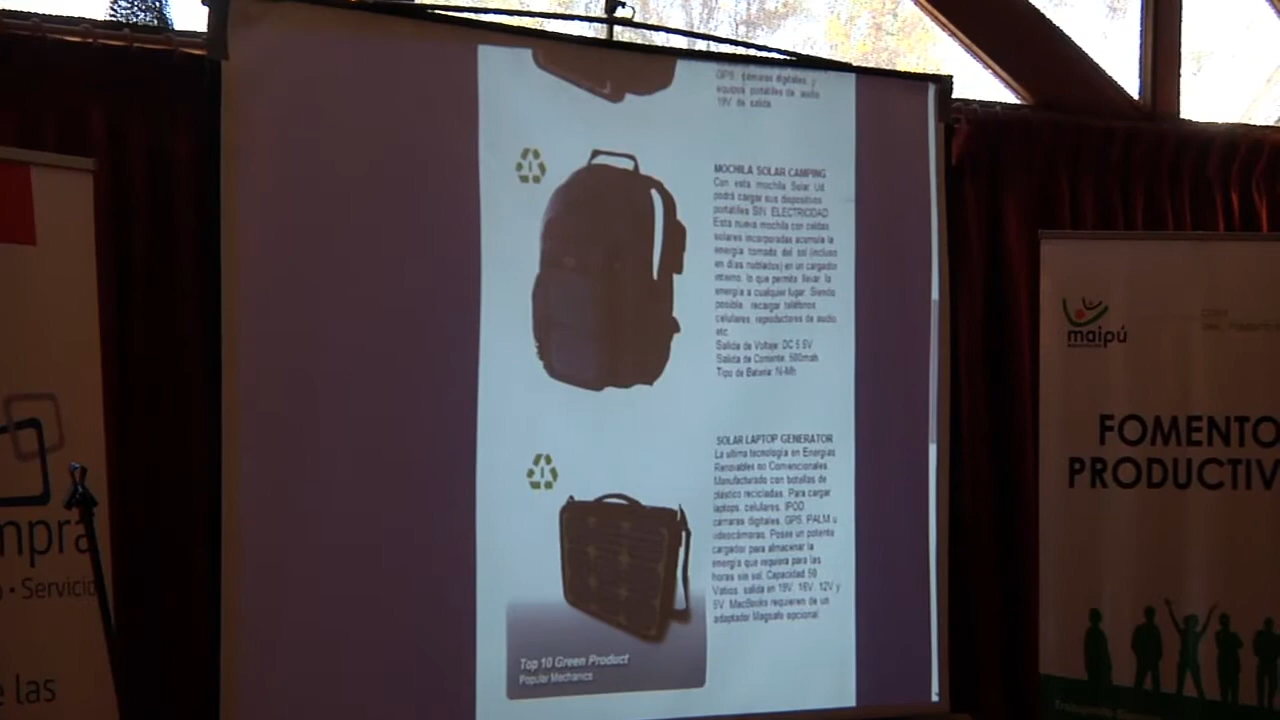 GPS, cámaras digitales, y
equipos portátiles de audio
19V de salida
MOCHILA SOLAR CAMPING
Con esta mochila Solar Ud
podrá cargar sus dispositivos
portátiles SIN ELECTRICIDAD
Esta nueva mochila con celdas
solares incorporadas acumula la
energía tomada del sol (incluso
en días nublados) en un cargador
interno, lo que permite llevar la
energía a cualquier lugar. Siendo
posible recargar teléfonos
celulares, reproductores de audio
etc.
Salida de Voltaje: DC 5.5V
Salida de Corriente: 500mah
Tipo de Batería: Ni-Mh
SOLAR LAPTOP GENERATOR
La ultima tecnología en Energías
Renovables no Convencionales
Manufacturado con botellas de
plástico recicladas. Para cargar
laptops, celulares, IPOD,
cámaras digitales, GPS, PALM u
videocámaras. Posee un potente
cargador para almacenar la
energía que requiera para las
horas sin sol. Capacidad 50
Vatios, salida en 19V, 16V, 12V y
5V. MacBooks requieren de un
adaptador Magsafe opcional.
Top 10 Green Product
Popular Mechanics
mpra
• Servicio
e las
maipú
FOMENTO
PRODUCTIV